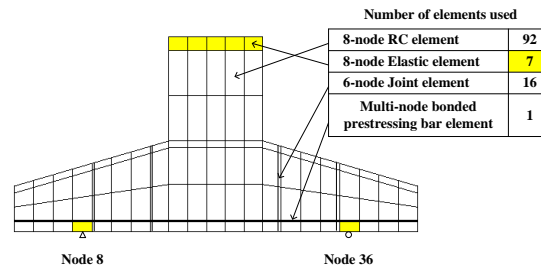 Number of elements used
8-node RC element 92
8-node Elastic element 7
6-node Joint element 16
Multi-node bonded
prestressing bar element 1
Node 8 Node 36